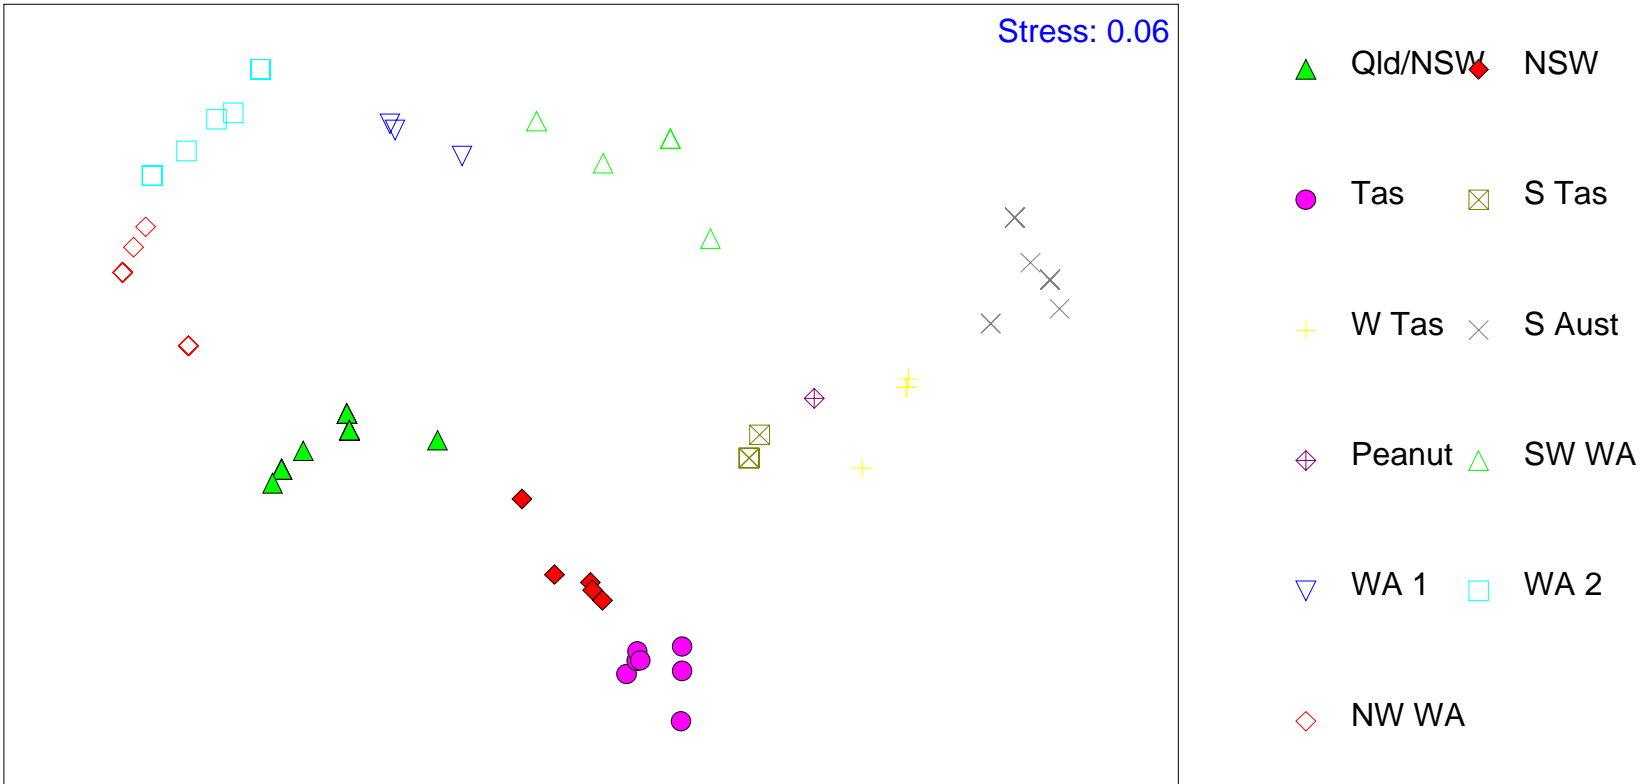 Stress: 0.06
Qld/NSW NSW
Tas S Tas
W Tas S Aust
Peanut SW WA
WA 1 WA 2
NW WA